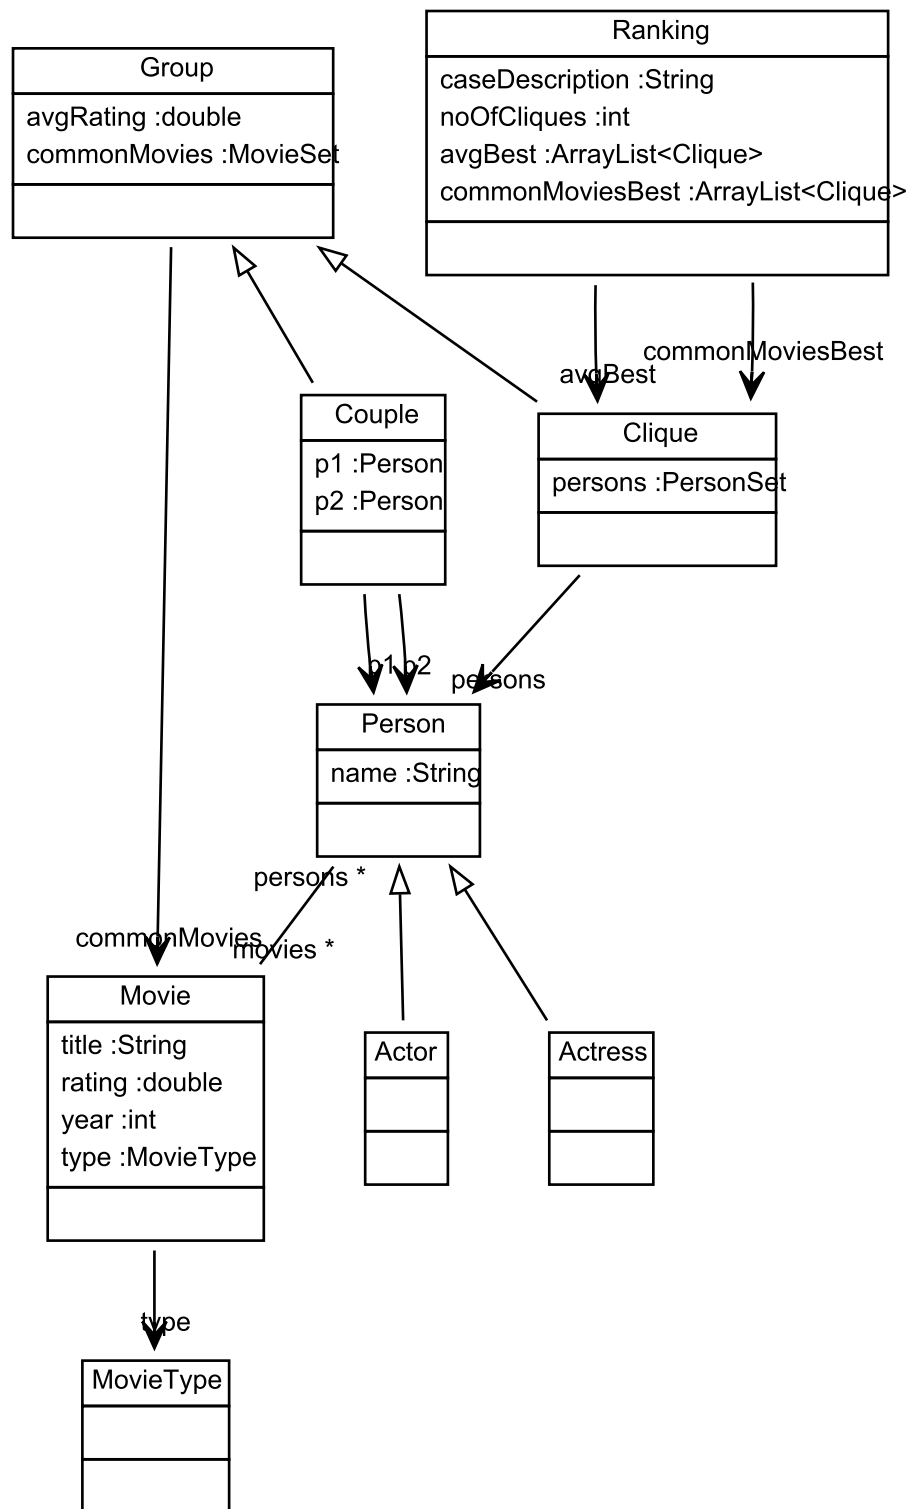 Group
avgRating :double
commonMovies :MovieSet
Ranking
caseDescription :String
noOfCliques :int
avgBest :ArrayList<Clique>
commonMoviesBest :ArrayList<Clique>
commonMoviesBest
avgBest
Couple
p1 :Person
p2 :Person
Clique
persons :PersonSet
p1
p2
persons
Person
name :String
persons *
commonMovies
movies *
Movie
title :String
rating :double
year :int
type :MovieType
Actor
Actress
type
MovieType